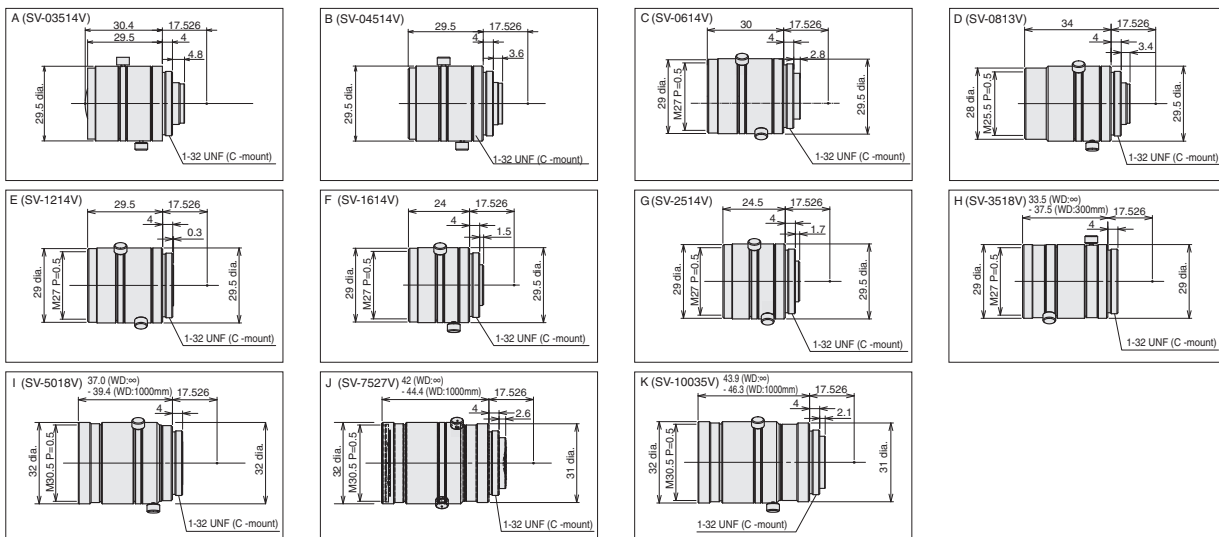 A (SV-03514V)
30.4
17.526
29.5
4
4.8
29.5 dia.
1-32 UNF (C -mount)
B (SV-04514V)
29.5
17.526
4
3.6
29.5 dia.
1-32 UNF (C -mount)
C (SV-0614V)
30
17.526
4
2.8
29 dia.
M27 P=0.5
29.5 dia.
1-32 UNF (C -mount)
D (SV-0813V)
34
17.526
4
3.4
28 dia.
M25.5 P=0.5
29.5 dia.
1-32 UNF (C -mount)
E (SV-1214V)
29.5
17.526
4
0.3
29 dia.
M27 P=0.5
29.5 dia.
1-32 UNF (C -mount)
F (SV-1614V)
24
17.526
4
1.5
29 dia.
M27 P=0.5
29.5 dia.
1-32 UNF (C -mount)
G (SV-2514V)
24.5
17.526
4
1.7
29 dia.
M27 P=0.5
29.5 dia.
1-32 UNF (C -mount)
H (SV-3518V) 33.5 (WD:∞)
- 37.5 (WD:300mm)
17.526
4
29 dia.
M27 P=0.5
29 dia.
1-32 UNF (C -mount)
I (SV-5018V) 37.0 (WD:∞)
- 39.4 (WD:1000mm)
17.526
4
32 dia.
M30.5 P=0.5
32 dia.
1-32 UNF (C -mount)
J (SV-7527V) 42 (WD:∞)
- 44.4 (WD:1000mm)
17.526
4
2.6
32 dia.
M30.5 P=0.5
31 dia.
1-32 UNF (C -mount)
K (SV-10035V) 43.9 (WD:∞)
- 46.3 (WD:1000mm)
17.526
4
2.1
32 dia.
M30.5 P=0.5
31 dia.
1-32 UNF (C -mount)